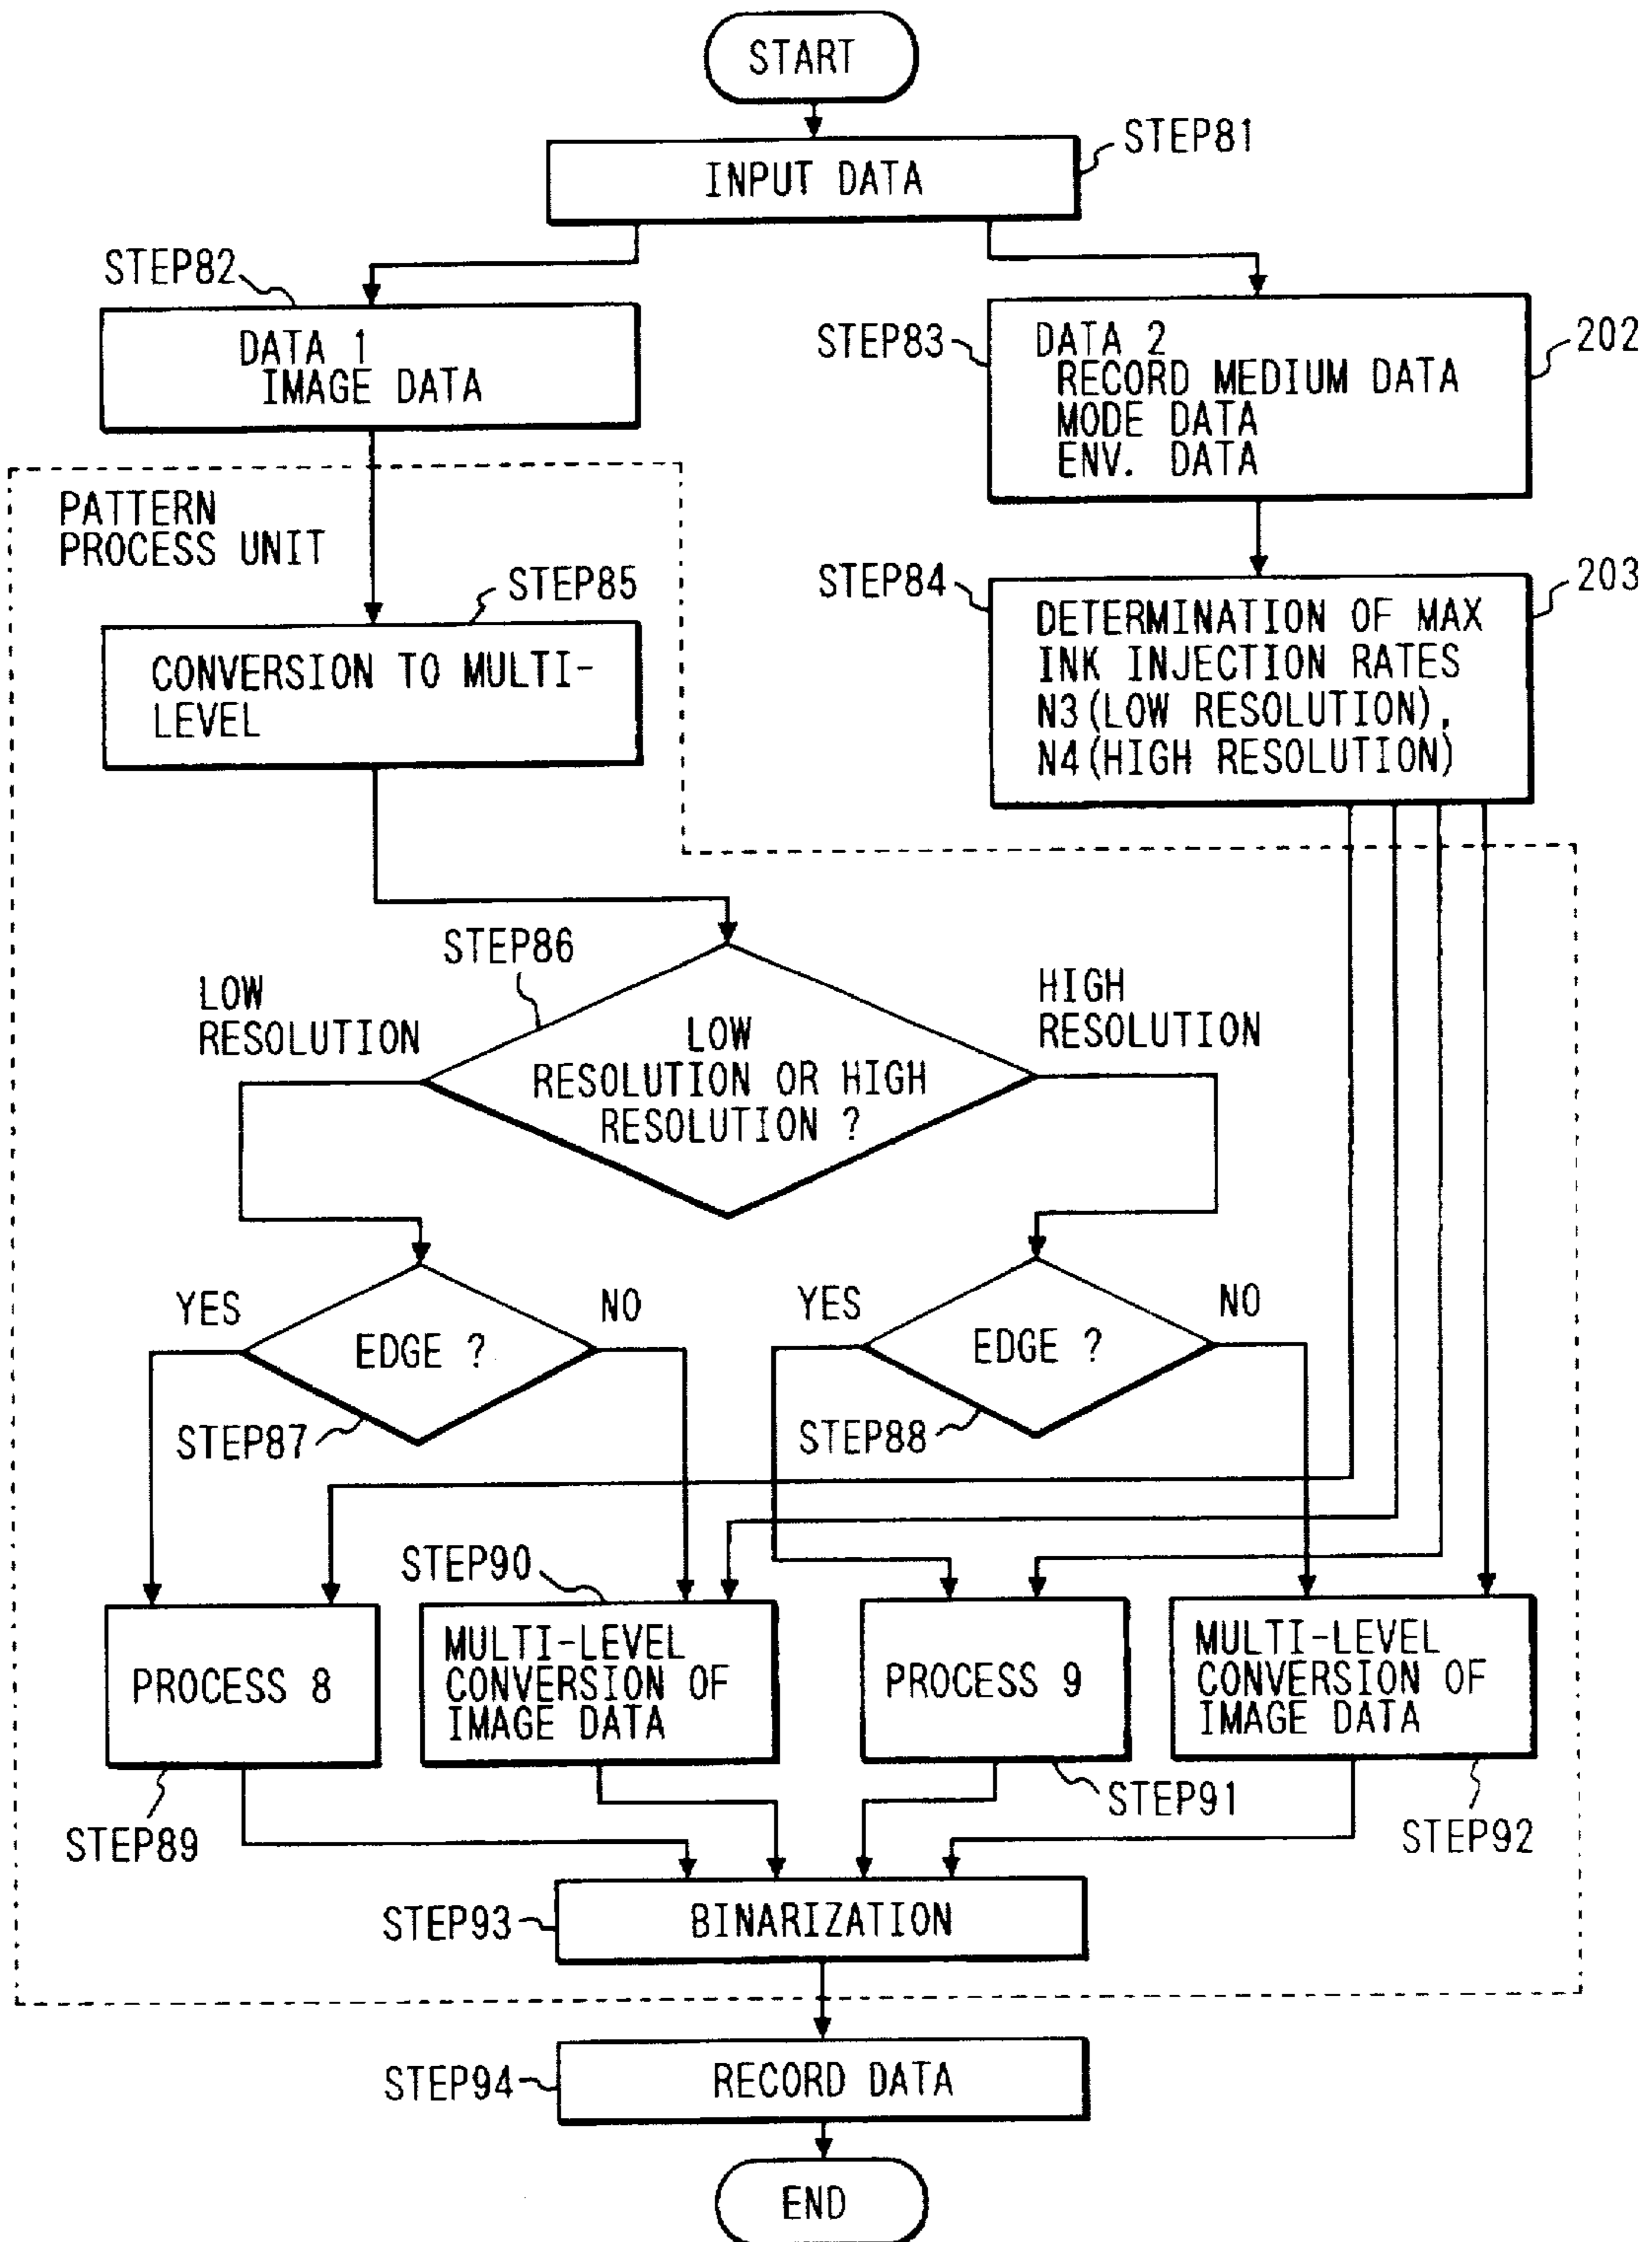 START
STEP81
INPUT DATA
STEP82
DATA 1
IMAGE DATA
STEP83
DATA 2
RECORD MEDIUM DATA
MODE DATA
ENV. DATA
202
PATTERN
PROCESS UNIT
STEP85
CONVERSION TO MULTI-
LEVEL
STEP84
DETERMINATION OF MAX
INK INJECTION RATES
N3(LOW RESOLUTION),
N4(HIGH RESOLUTION)
203
STEP86
LOW
RESOLUTION
LOW
RESOLUTION OR HIGH
RESOLUTION ?
HIGH
RESOLUTION
YES
EDGE ?
NO
STEP87
YES
EDGE ?
NO
STEP88
PROCESS 8
STEP89
STEP90
MULTI-LEVEL
CONVERSION OF
IMAGE DATA
PROCESS 9
STEP91
MULTI-LEVEL
CONVERSION OF
IMAGE DATA
STEP92
STEP93
BINARIZATION
STEP94
RECORD DATA
END